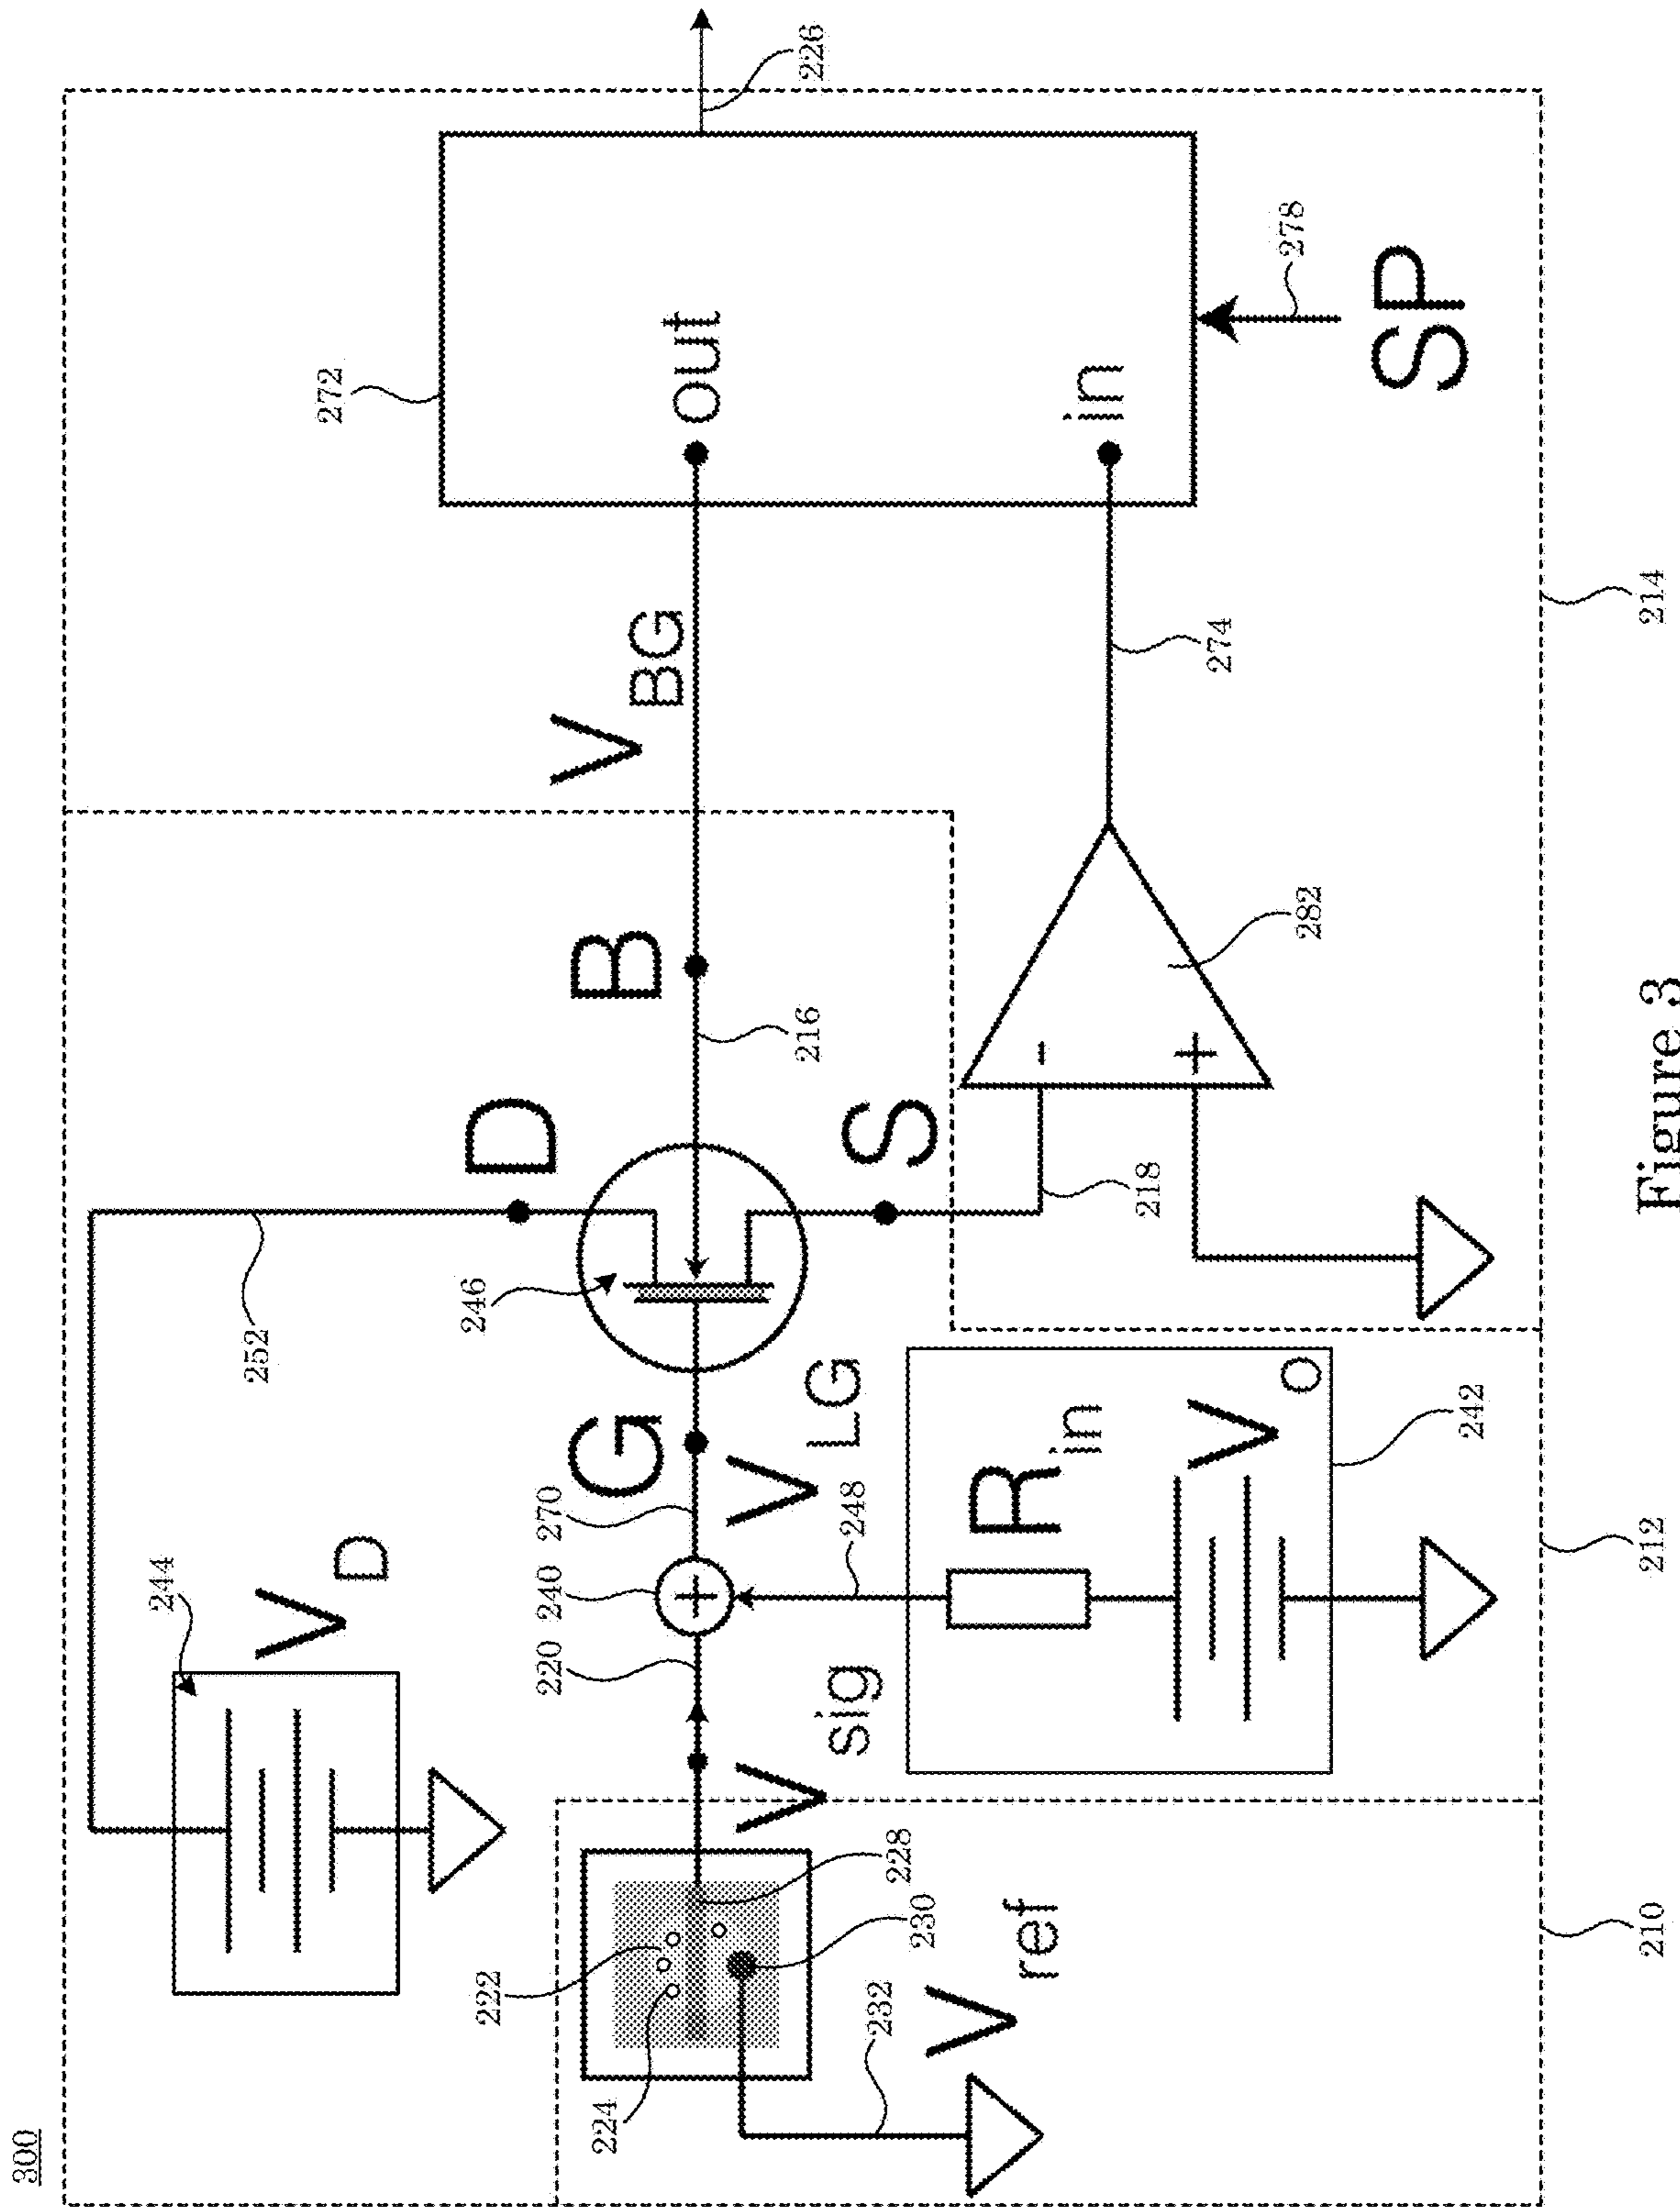 300
252
244
V D
D
246
272
out
226
B
V BG
216
G
270
240
220
V LG
S
218
248
V sig
222
224
228
230
232
V ref
R in
V O
242
-
+
282
274
in
278
SP
210
212
214
Figure 3